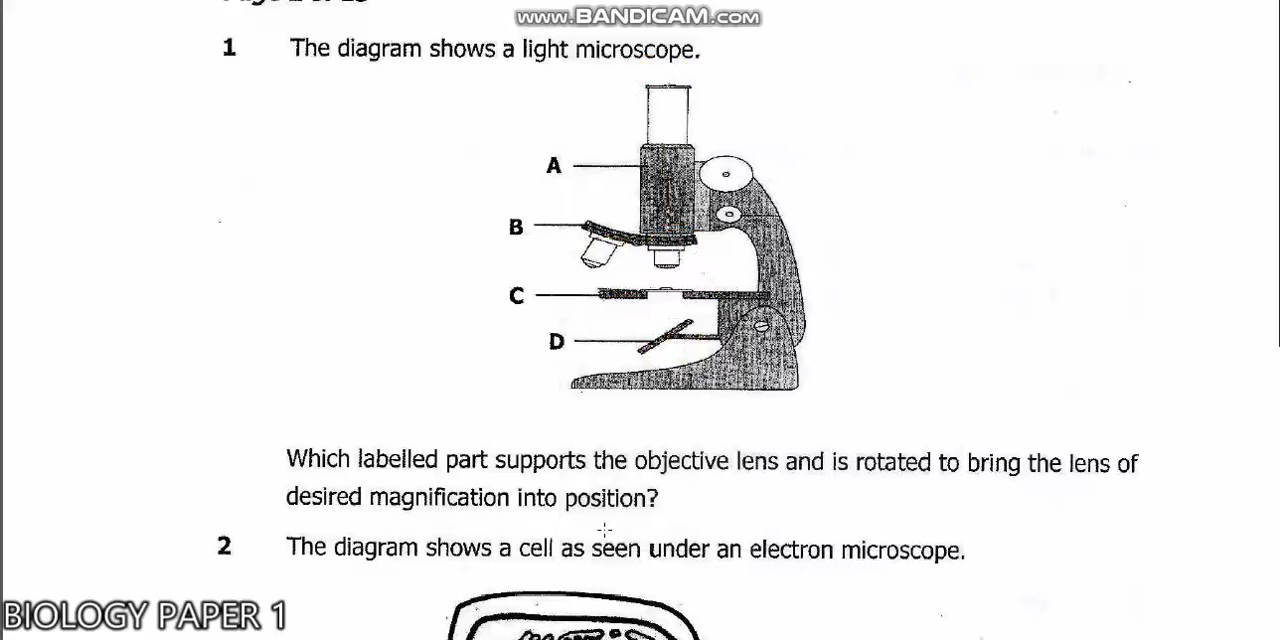 www.BANDICAM.com
1 The diagram shows a light microscope.
A
B
C
D
Which labelled part supports the objective lens and is rotated to bring the lens of
desired magnification into position?
2 The diagram shows a cell as seen under an electron microscope.
BIOLOGY PAPER 1